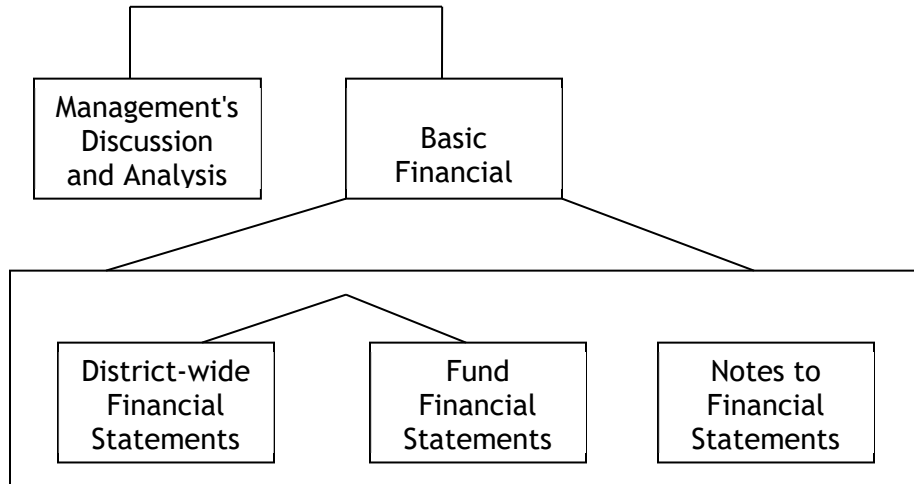 Management's
Discussion
and Analysis
Basic
Financial
District-wide
Financial
Statements
Fund
Financial
Statements
Notes to
Financial
Statements